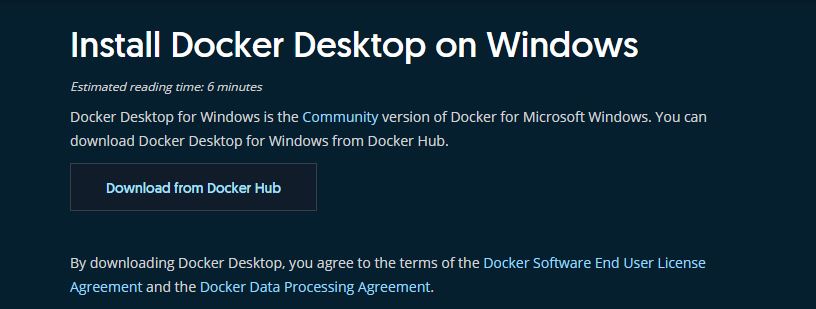 Install Docker Desktop on Windows
Estimated reading time: 6 minutes
Docker Desktop for Windows is the Community version of Docker for Microsoft Windows. You can
download Docker Desktop for Windows from Docker Hub.
Download from Docker Hub
By downloading Docker Desktop, you agree to the terms of the Docker Software End User License
Agreement and the Docker Data Processing Agreement.